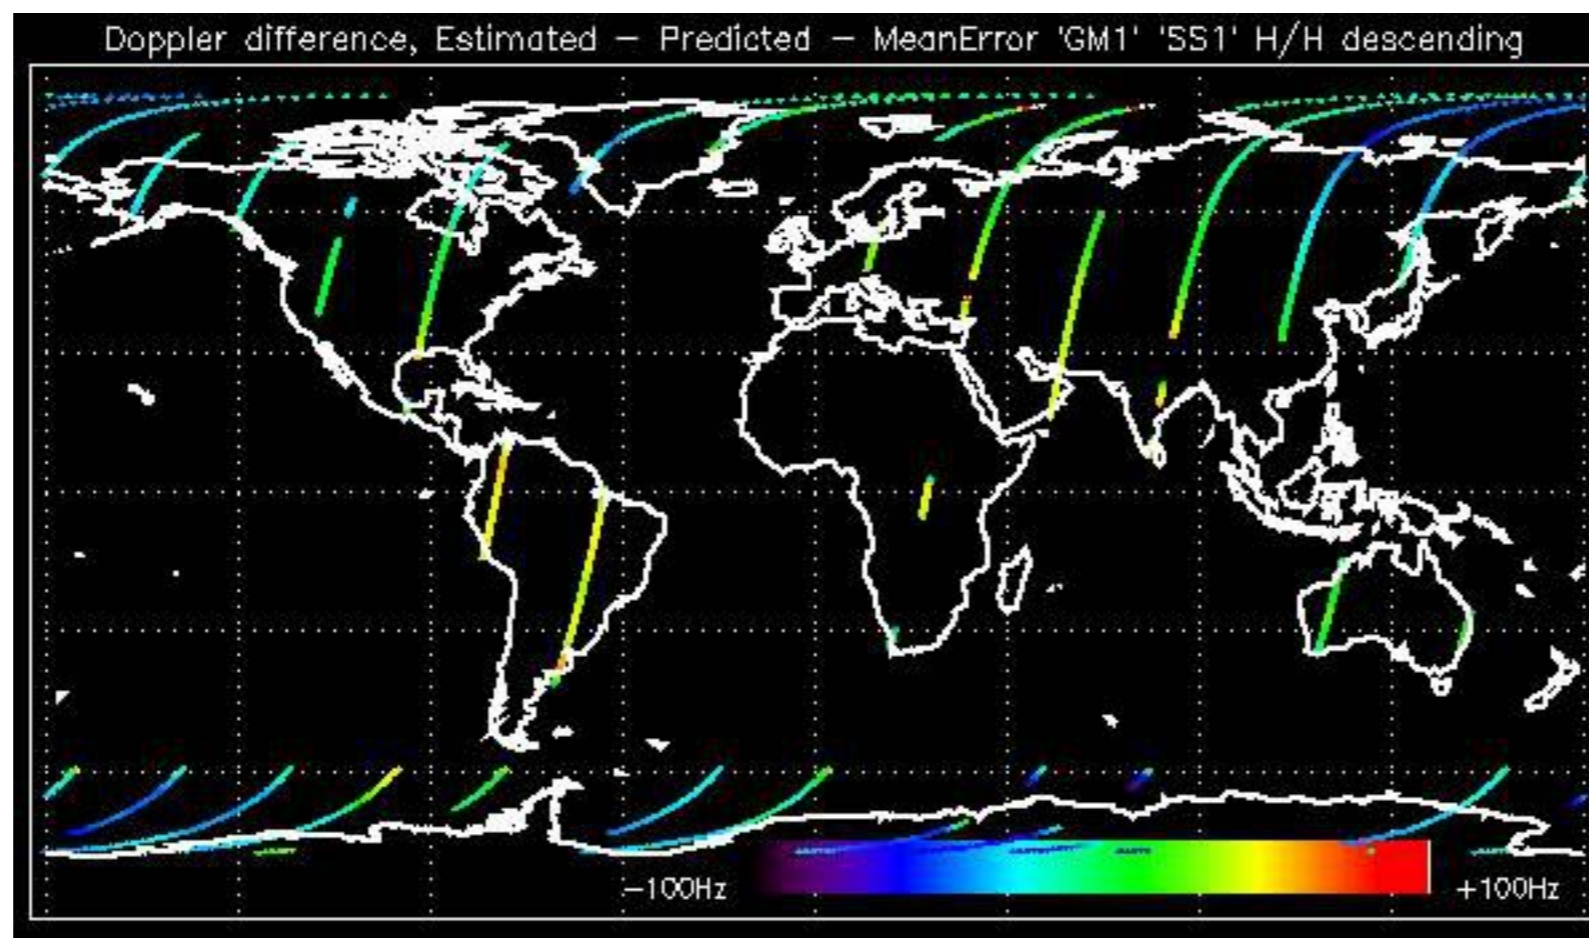 Doppler difference, Estimated − Predicted − MeanError 'GM1' 'SS1' H/H descending
−100Hz +100Hz